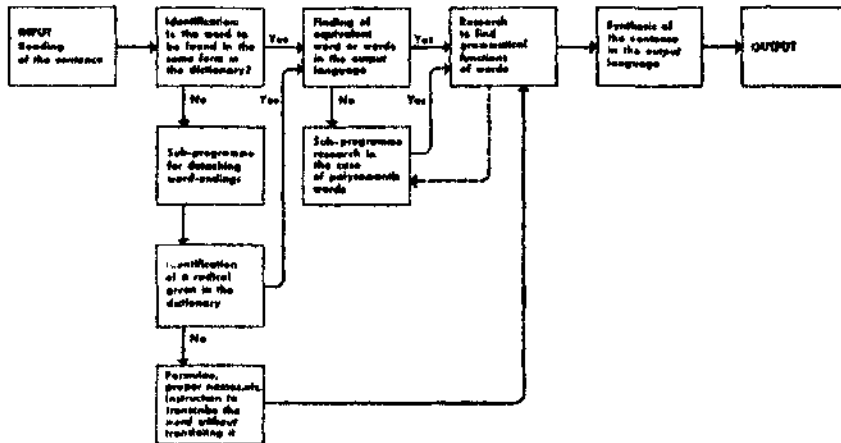 INPUT
Reading
of the sentence
Identification:
Is the word to
be found in the
same form in
the dictionary?
Yes
Finding of
equivalent
word or words
in the output
language
Yes
Research
to find
grammatical
functions
of words
Synthesis of
the sentence
in the output
language
OUTPUT
No
Yes
No
Yes
Sub-programme
for detaching
word-endings
Sub-programme
research in
the case
of polysemantic
words
Identification
of a radical
given in the
dictionary
No
Formulae,
proper names,
instruction to
transcribe the
word without
translating it